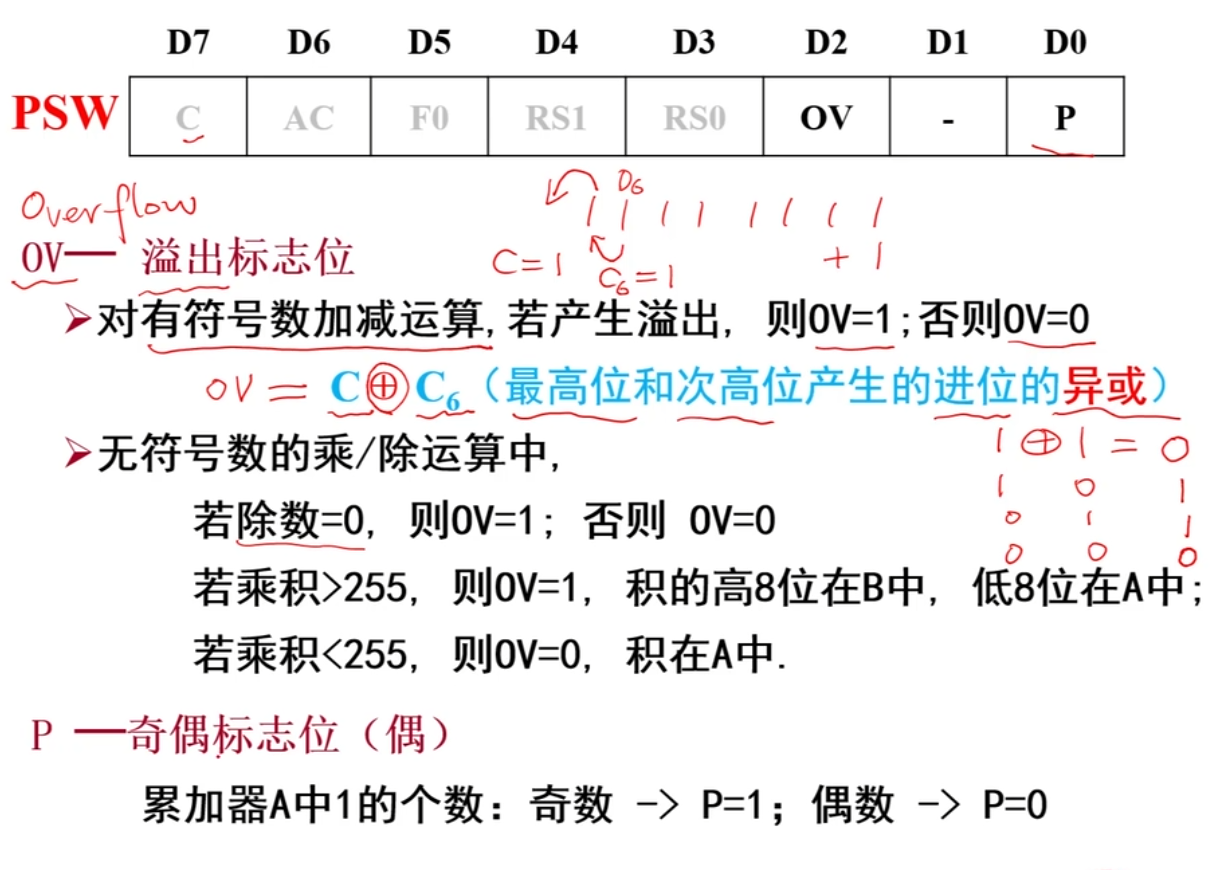 D7 D6 D5 D4 D3 D2 D1 D0
PSW C AC F0 RS1 RS0 OV - P
Overflow
D6
1 1 1 1 1 1 1 1
C=1 C6=1 + 1
OV— 溢出标志位
➢对有符号数加减运算,若产生溢出, 则OV=1;否则OV=0
OV = C⊕C6（最高位和次高位产生的进位的异或）
1 ⊕ 1 = 0
1 0 1
0 1 1
0 0 0
➢无符号数的乘/除运算中,
若除数=0, 则OV=1; 否则 OV=0
若乘积>255, 则OV=1, 积的高8位在B中, 低8位在A中;
若乘积<255, 则OV=0, 积在A中.
P —奇偶标志位（偶）
累加器A中1的个数: 奇数 -> P=1; 偶数 -> P=0